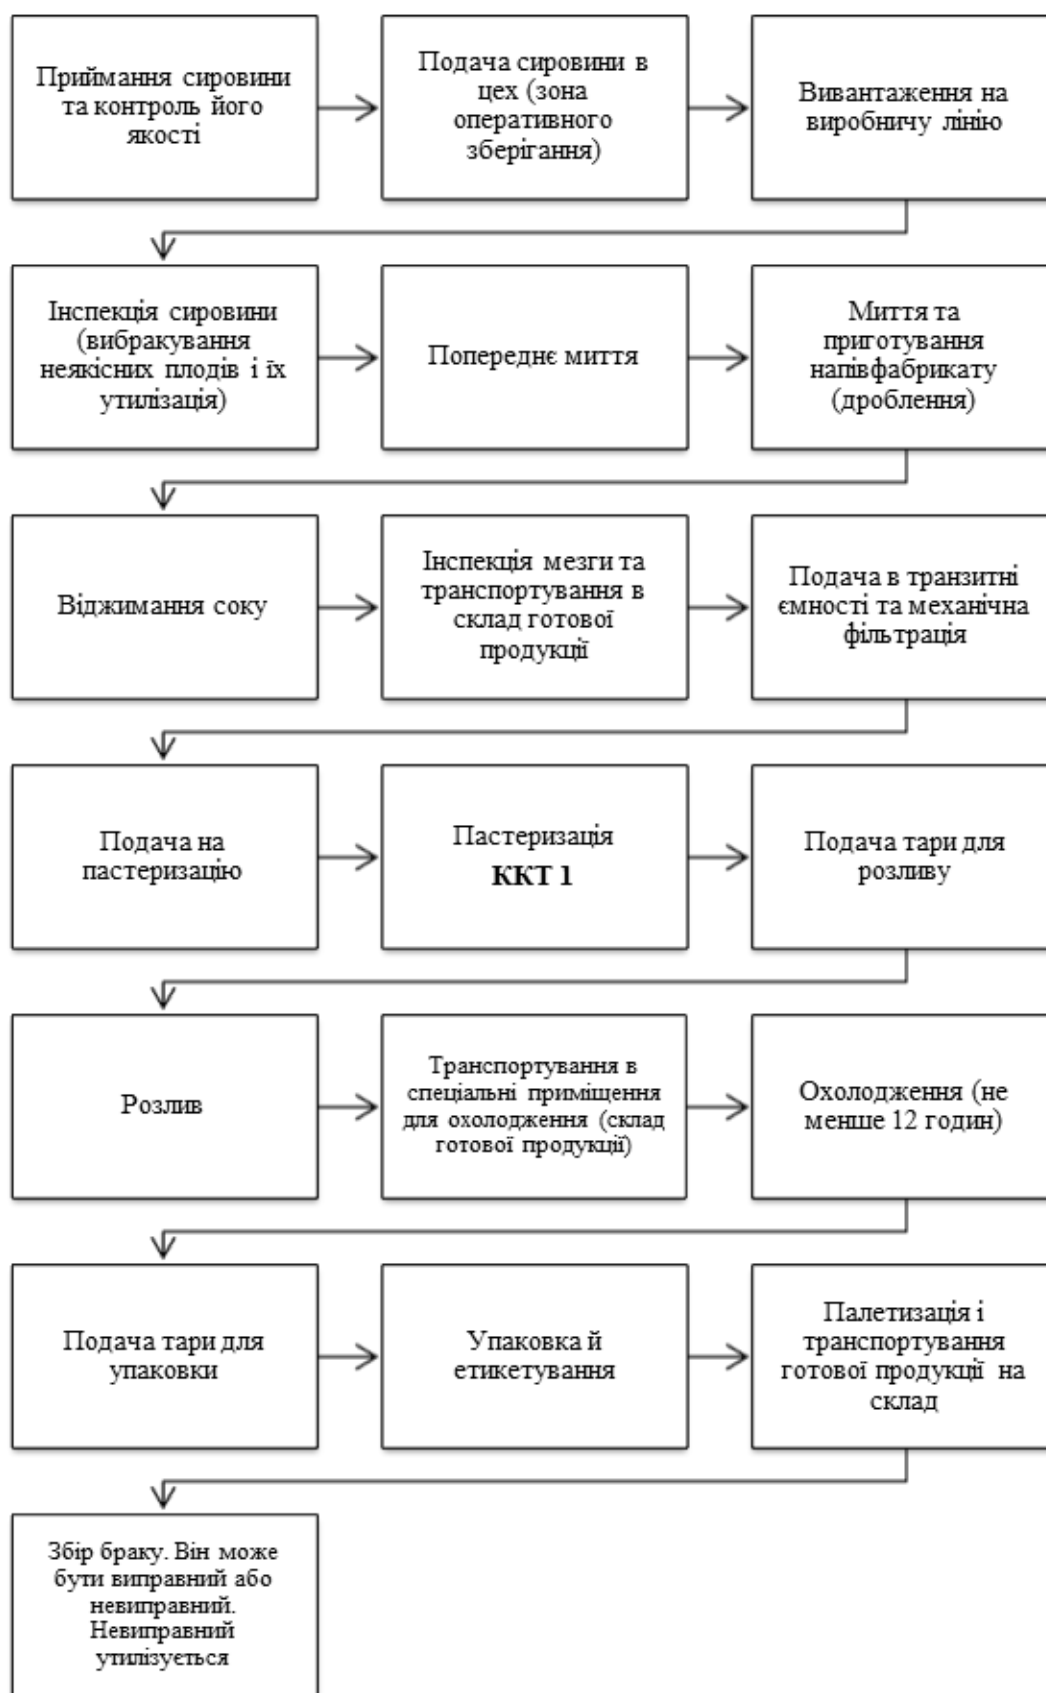 Приймання сировини
та контроль його
якості
Подача сировини в
цех (зона
оперативного
зберігання)
Вивантаження на
виробничу лінію
Інспекція сировини
(вибракування
неякісних плодів і їх
утилізація)
Попереднє миття
Миття та
приготування
напівфабрикату
(дроблення)
Віджимання соку
Інспекція мезги та
транспортування в
склад готової
продукції
Подача в транзитні
ємності та механічна
фільтрація
Подача на
пастеризацію
Пастеризація
ККТ 1
Подача тари для
розливу
Розлив
Транспортування в
спеціальні приміщення
для охолодження (склад
готової продукції)
Охолодження (не
менше 12 годин)
Подача тари для
упаковки
Упаковка й
етикетування
Палетизація і
транспортування
готової продукції на
склад
Збір браку. Він може
бути виправний або
невиправний.
Невиправний
утилізується